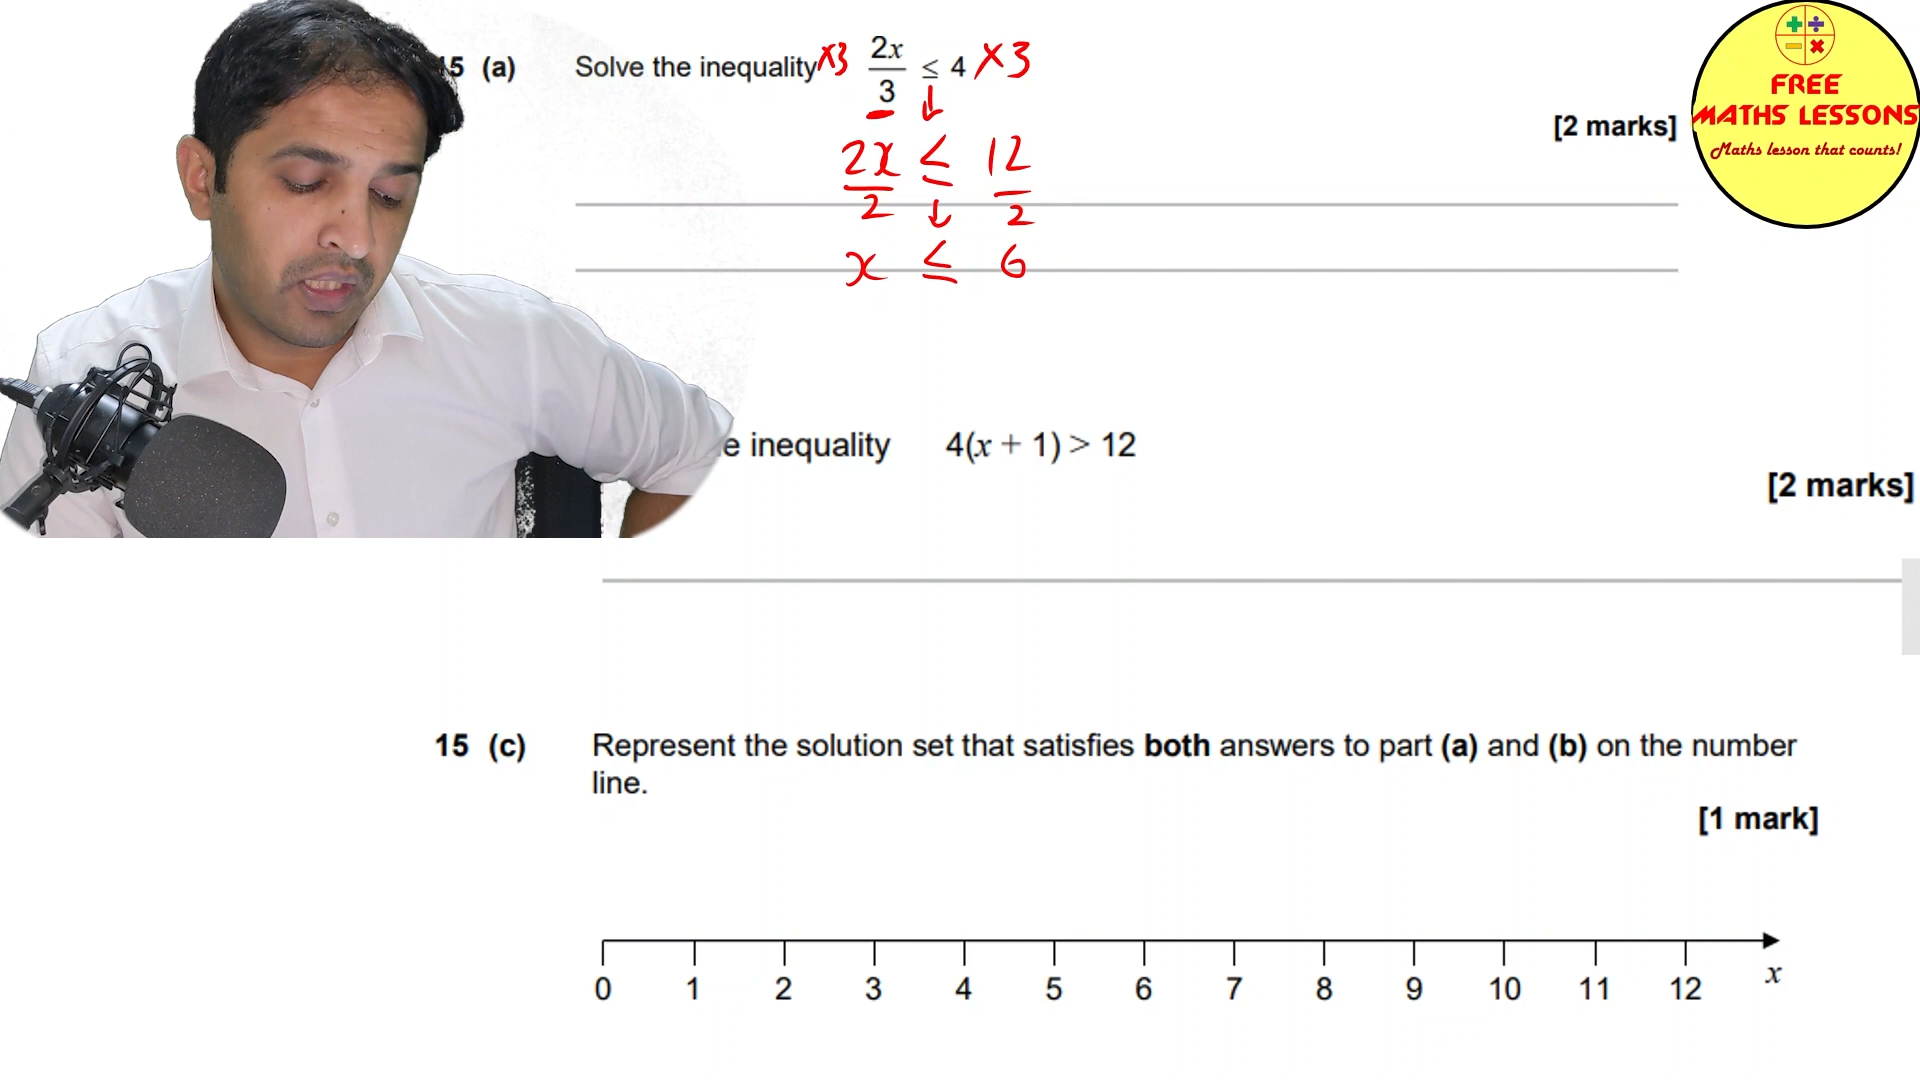 15 (a) Solve the inequality ×3 2x/3 ≤ 4 ×3
[2 marks]
2x/2 ≤ 12/2
x ≤ 6
e inequality 4(x + 1) > 12
[2 marks]
15 (c) Represent the solution set that satisfies both answers to part (a) and (b) on the number
line.
[1 mark]
0 1 2 3 4 5 6 7 8 9 10 11 12 x
FREE
MATHS LESSONS
Maths lesson that counts!